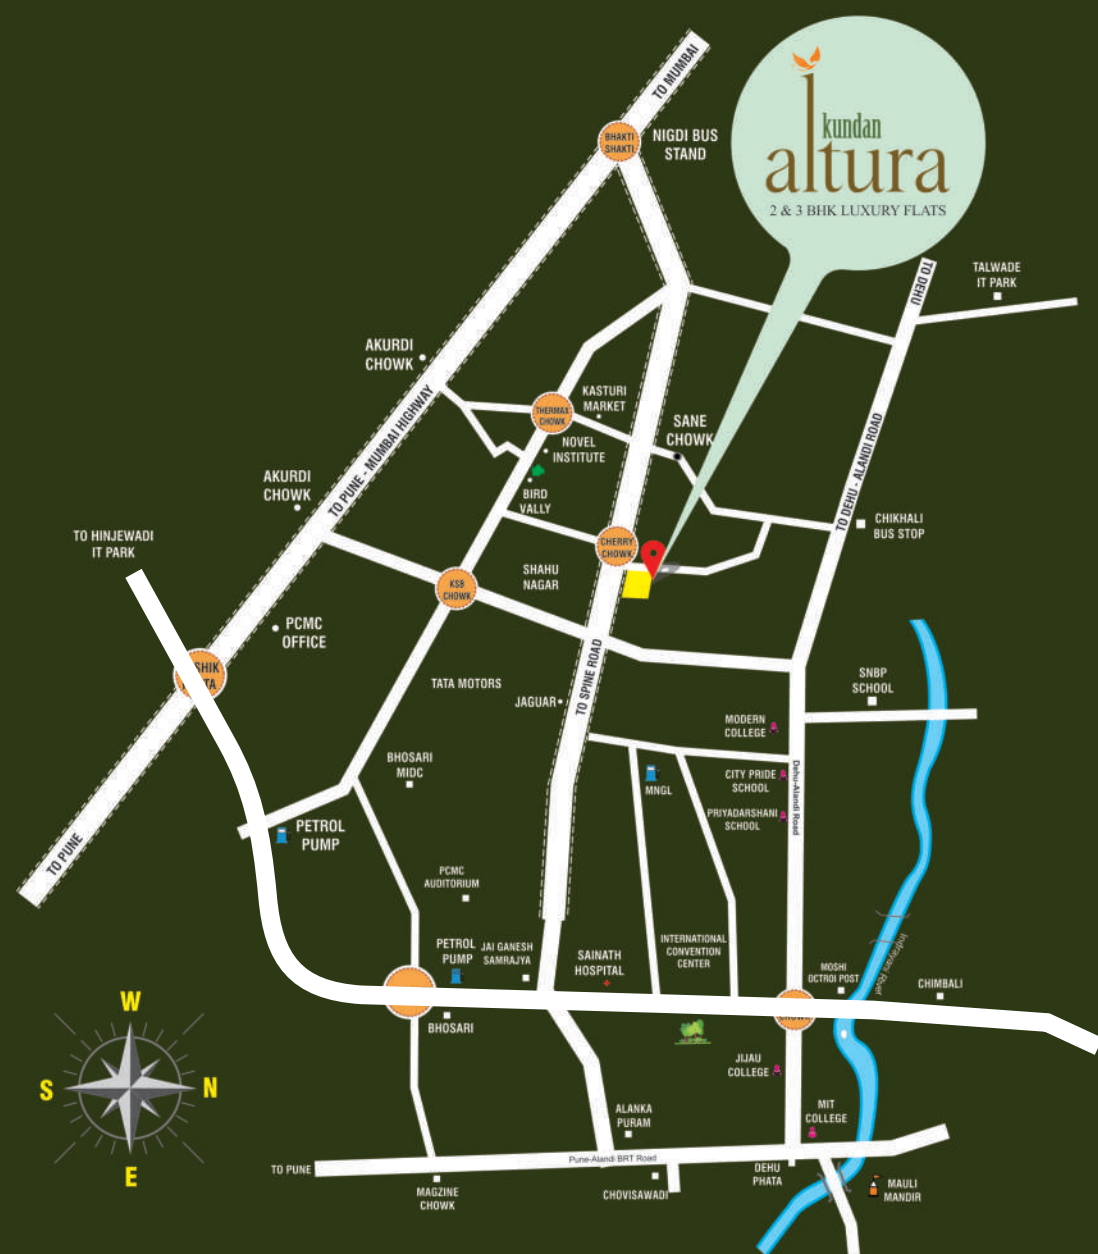 TO MUMBAI
BHAKTI
SHAKTI
NIGDI BUS
STAND
kundan
altura
2 & 3 BHK LUXURY FLATS
TO DEHU
TALWADE
IT PARK
AKURDI
CHOWK
TO PUNE - MUMBAI HIGHWAY
THERMAX
CHOWK
KASTURI
MARKET
SANE
CHOWK
NOVEL
INSTITUTE
BIRD
VALLY
TO DEHU - ALANDI ROAD
AKURDI
CHOWK
CHIKHALI
BUS STOP
TO HINJEWADI
IT PARK
CHERRY
CHOWK
SHAHU
NAGAR
KSB
CHOWK
PCMC
OFFICE
SHIK
TA
TATA MOTORS
JAGUAR
TO SPINE ROAD
SNBP
SCHOOL
MODERN
COLLEGE
BHOSARI
MIDC
MNGL
CITY PRIDE
SCHOOL
Dehu-Alandi Road
PRIYADARSHANI
SCHOOL
PETROL
PUMP
TO PUNE
PCMC
AUDITORIUM
PETROL
PUMP
JAI GANESH
SAMRAJYA
SAINATH
HOSPITAL
INTERNATIONAL
CONVENTION
CENTER
MOSHI
OCTROI POST
Indrayani River
CHIMBALI
BHOSARI
JIJAU
COLLEGE
W
S
N
E
ALANKA
PURAM
MIT
COLLEGE
TO PUNE
Pune-Alandi BRT Road
MAGZINE
CHOWK
CHOVISAWADI
DEHU
PHATA
MAULI
MANDIR